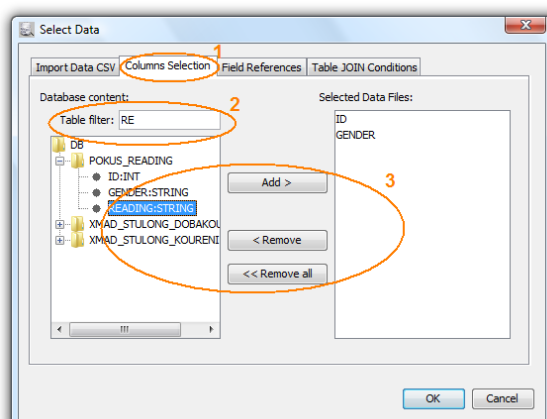 Select Data
1
Import Data CSV Columns Selection Field References Table JOIN Conditions
Database content: Selected Data Files:
2
Table filter: RE
ID
GENDER
DB
POKUS_READING
ID:INT
GENDER:STRING
READING:STRING
XMAD_STULONG_DOBAKOU
XMAD_STULONG_KOURENI
3
Add >
< Remove
<< Remove all
OK Cancel